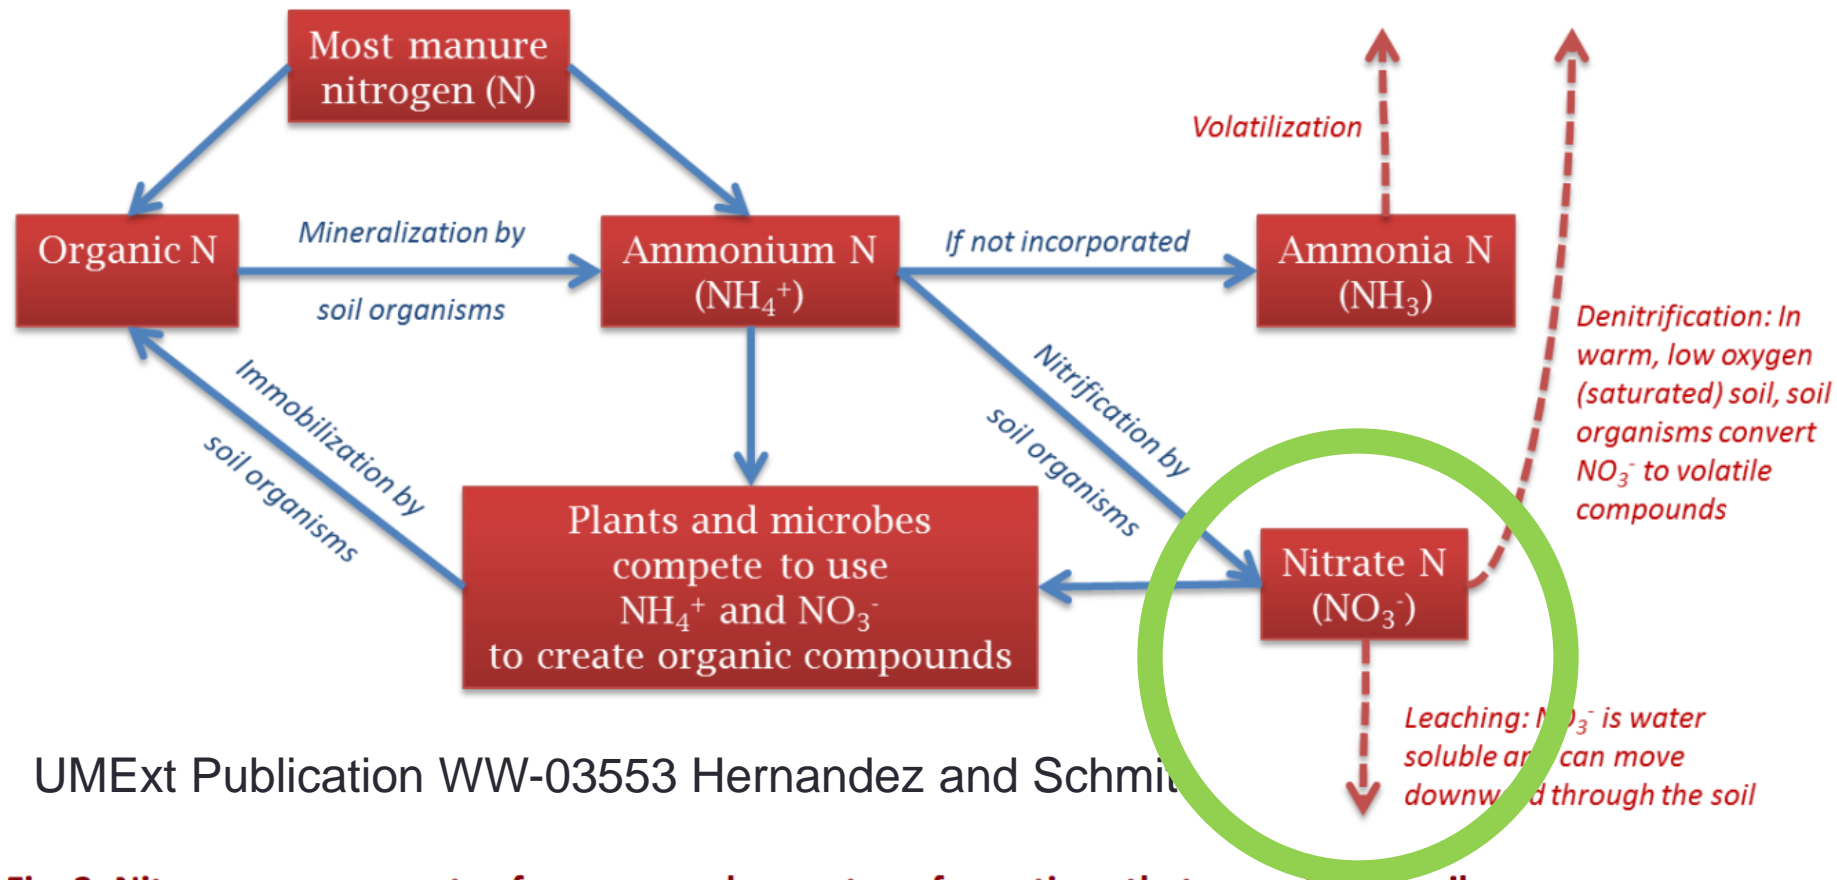 Most manure
nitrogen (N)
Volatilization
Organic N
Mineralization by
soil organisms
Ammonium N
(NH₄⁺)
If not incorporated
Ammonia N
(NH₃)
Denitrification: In
warm, low oxygen
(saturated) soil, soil
organisms convert
NO₃⁻ to volatile
compounds
Immobilization by
soil organisms
Nitrification by
soil organisms
Plants and microbes
compete to use
NH₄⁺ and NO₃⁻
to create organic compounds
Nitrate N
(NO₃⁻)
Leaching: NO₃⁻ is water
soluble and can move
downward through the soil
UMExt Publication WW-03553 Hernandez and